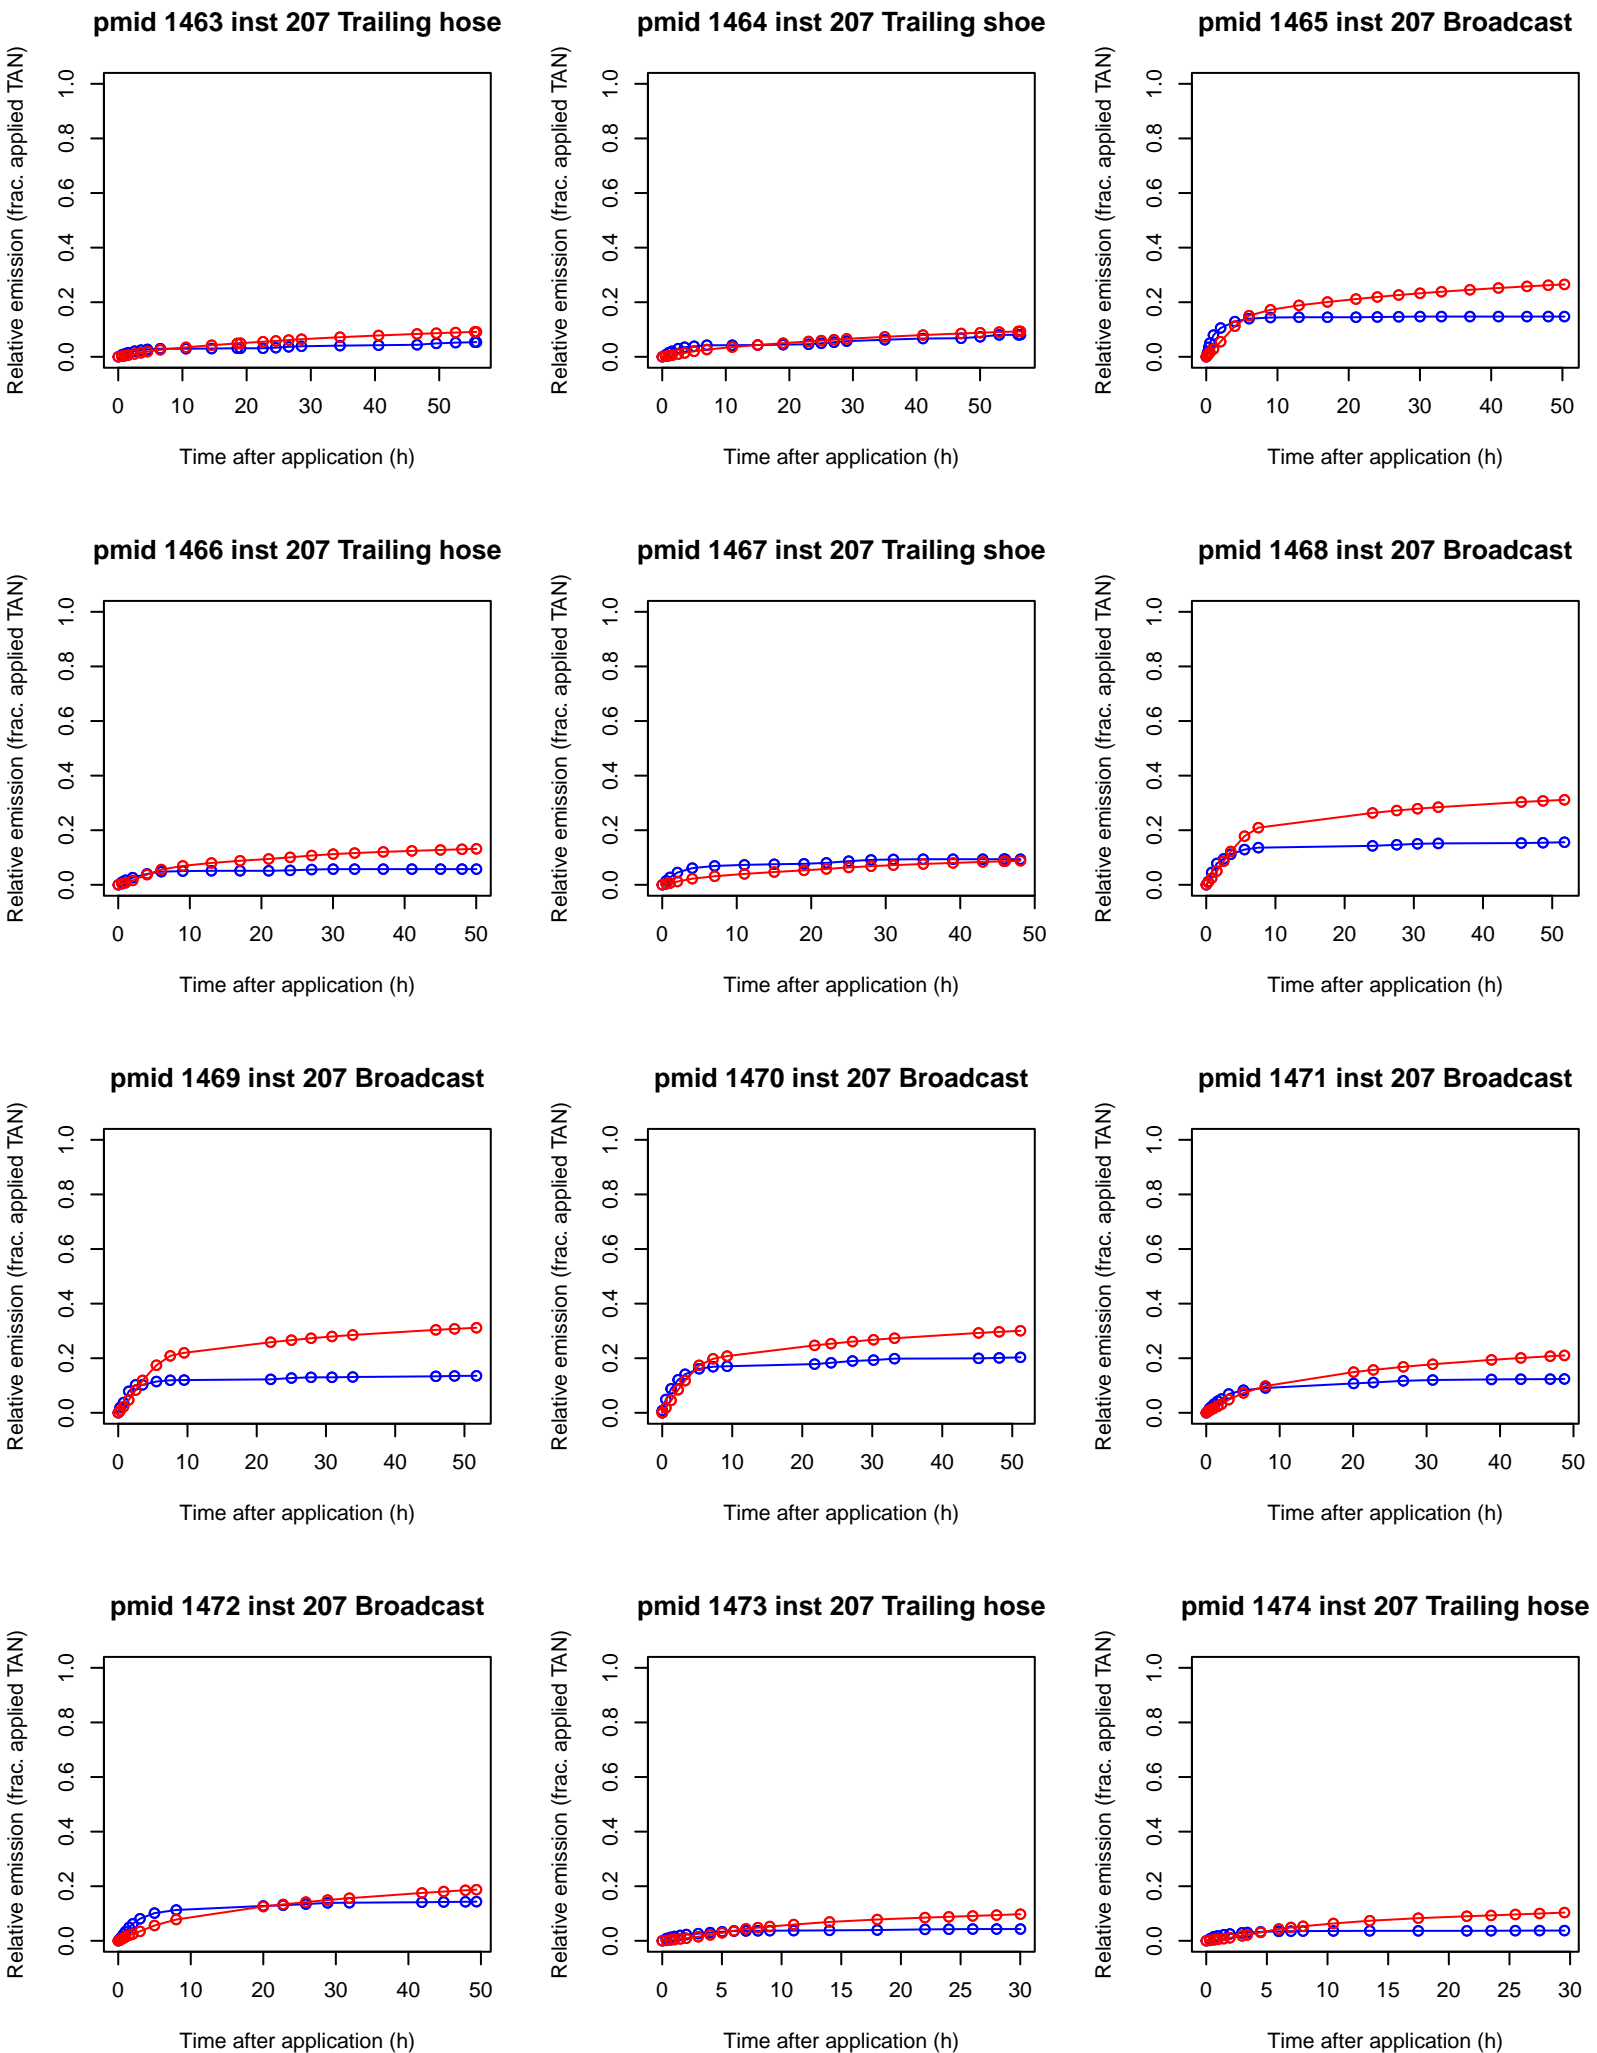 pmid 1463 inst 207 Trailing hose
Relative emission (frac. applied TAN)
1.0
0.8
0.6
0.4
0.2
0.0
0 10 20 30 40 50
Time after application (h)
pmid 1464 inst 207 Trailing shoe
Relative emission (frac. applied TAN)
1.0
0.8
0.6
0.4
0.2
0.0
0 10 20 30 40 50
Time after application (h)
pmid 1465 inst 207 Broadcast
Relative emission (frac. applied TAN)
1.0
0.8
0.6
0.4
0.2
0.0
0 10 20 30 40 50
Time after application (h)
pmid 1466 inst 207 Trailing hose
Relative emission (frac. applied TAN)
1.0
0.8
0.6
0.4
0.2
0.0
0 10 20 30 40 50
Time after application (h)
pmid 1467 inst 207 Trailing shoe
Relative emission (frac. applied TAN)
1.0
0.8
0.6
0.4
0.2
0.0
0 10 20 30 40 50
Time after application (h)
pmid 1468 inst 207 Broadcast
Relative emission (frac. applied TAN)
1.0
0.8
0.6
0.4
0.2
0.0
0 10 20 30 40 50
Time after application (h)
pmid 1469 inst 207 Broadcast
Relative emission (frac. applied TAN)
1.0
0.8
0.6
0.4
0.2
0.0
0 10 20 30 40 50
Time after application (h)
pmid 1470 inst 207 Broadcast
Relative emission (frac. applied TAN)
1.0
0.8
0.6
0.4
0.2
0.0
0 10 20 30 40 50
Time after application (h)
pmid 1471 inst 207 Broadcast
Relative emission (frac. applied TAN)
1.0
0.8
0.6
0.4
0.2
0.0
0 10 20 30 40 50
Time after application (h)
pmid 1472 inst 207 Broadcast
Relative emission (frac. applied TAN)
1.0
0.8
0.6
0.4
0.2
0.0
0 10 20 30 40 50
Time after application (h)
pmid 1473 inst 207 Trailing hose
Relative emission (frac. applied TAN)
1.0
0.8
0.6
0.4
0.2
0.0
0 5 10 15 20 25 30
Time after application (h)
pmid 1474 inst 207 Trailing hose
Relative emission (frac. applied TAN)
1.0
0.8
0.6
0.4
0.2
0.0
0 5 10 15 20 25 30
Time after application (h)